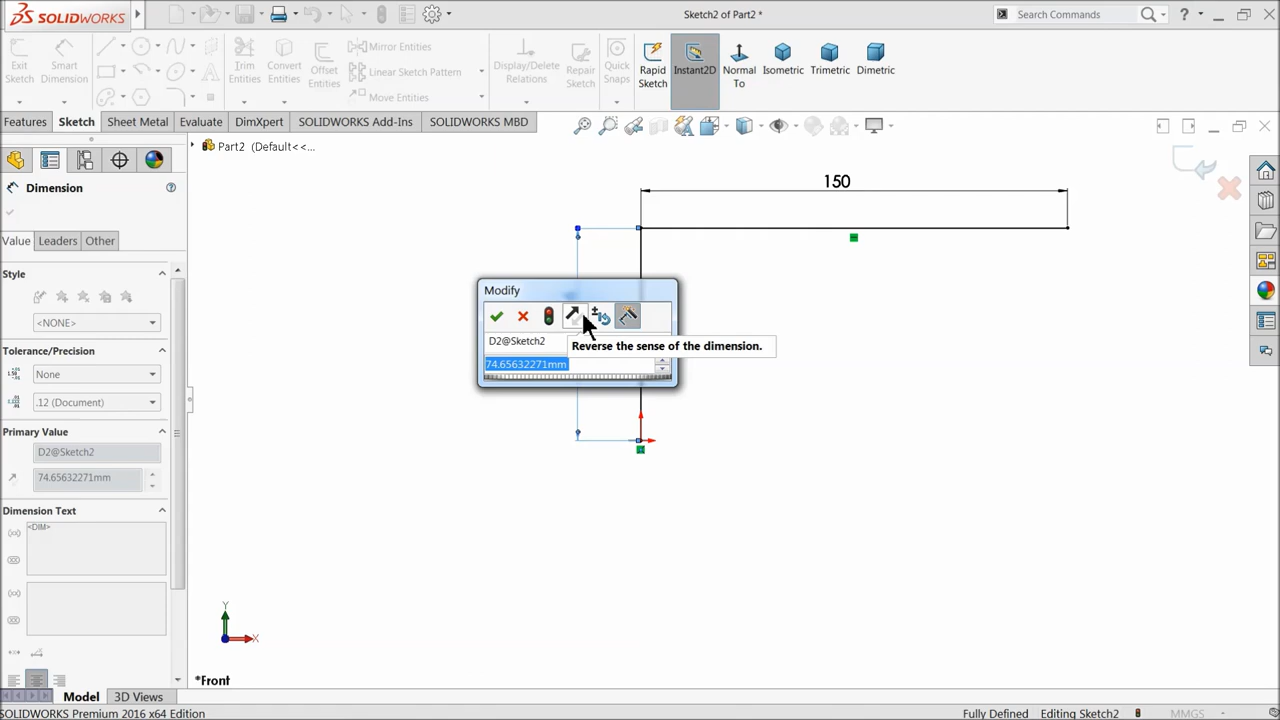 SOLIDWORKS
Sketch2 of Part2 *
Search Commands
?
Exit Sketch
Smart Dimension
Trim Entities
Convert Entities
Offset Entities
Mirror Entities
Linear Sketch Pattern
Move Entities
Display/Delete Relations
Repair Sketch
Quick Snaps
Rapid Sketch
Instant2D
Normal To
Isometric
Trimetric
Dimetric
Features
Sketch
Sheet Metal
Evaluate
DimXpert
SOLIDWORKS Add-Ins
SOLIDWORKS MBD
Part2 (Default<<...
Dimension
Value
Leaders
Other
Style
<NONE>
Tolerance/Precision
None
.12 (Document)
Primary Value
D2@Sketch2
74.65632271mm
Dimension Text
<DIM>
150
Modify
D2@Sketch2
Reverse the sense of the dimension.
74.65632271mm
Y
X
*Front
Model
3D Views
SOLIDWORKS Premium 2016 x64 Edition
Fully Defined
Editing Sketch2
MMGS